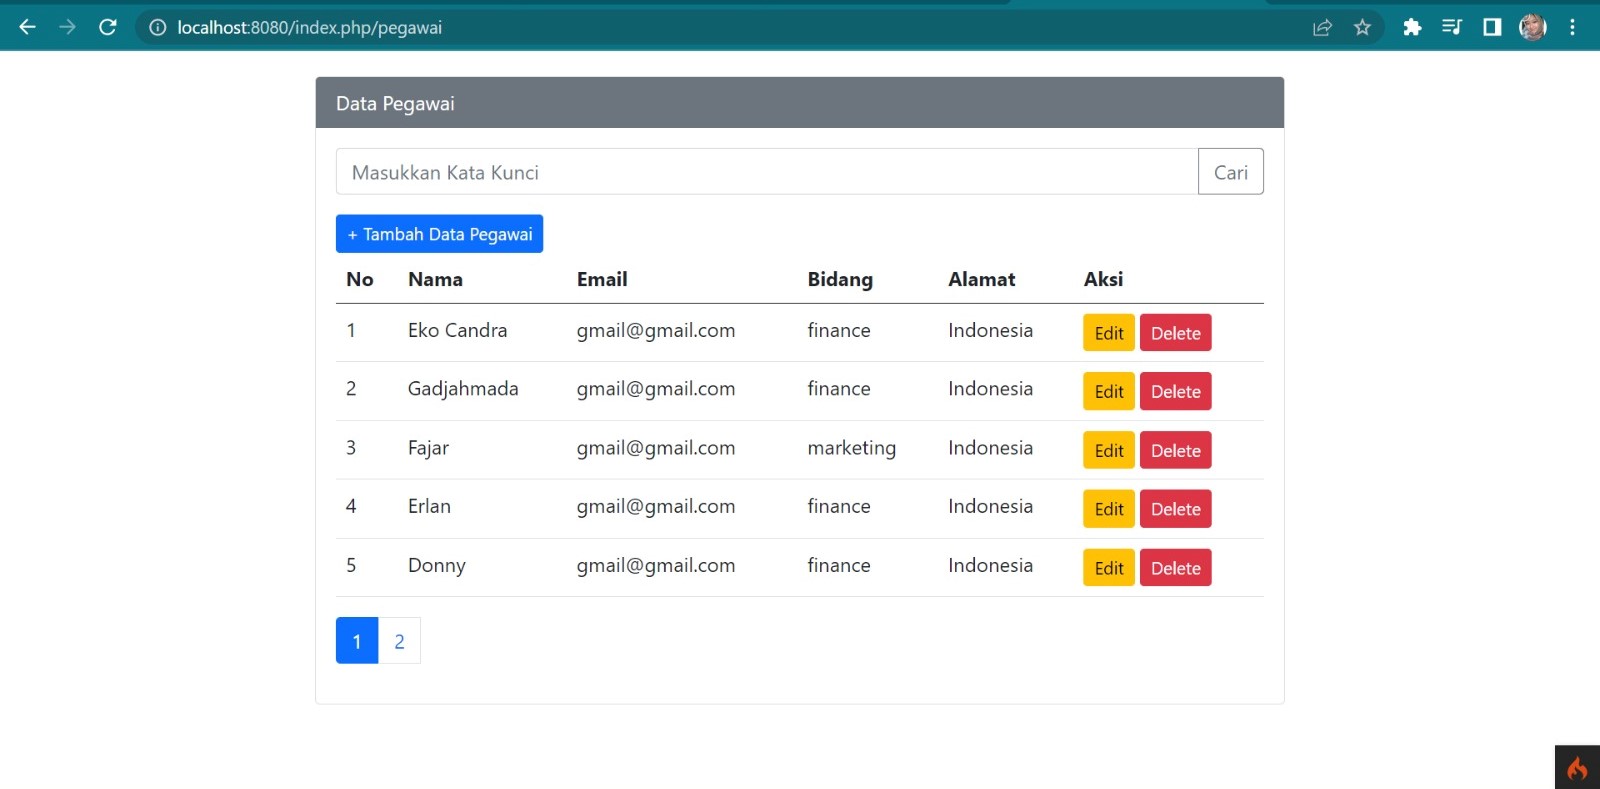 localhost:8080/index.php/pegawai
Data Pegawai
Masukkan Kata Kunci Cari
+ Tambah Data Pegawai
No Nama Email Bidang Alamat Aksi
1 Eko Candra gmail@gmail.com finance Indonesia Edit Delete
2 Gadjahmada gmail@gmail.com finance Indonesia Edit Delete
3 Fajar gmail@gmail.com marketing Indonesia Edit Delete
4 Erlan gmail@gmail.com finance Indonesia Edit Delete
5 Donny gmail@gmail.com finance Indonesia Edit Delete
1 2